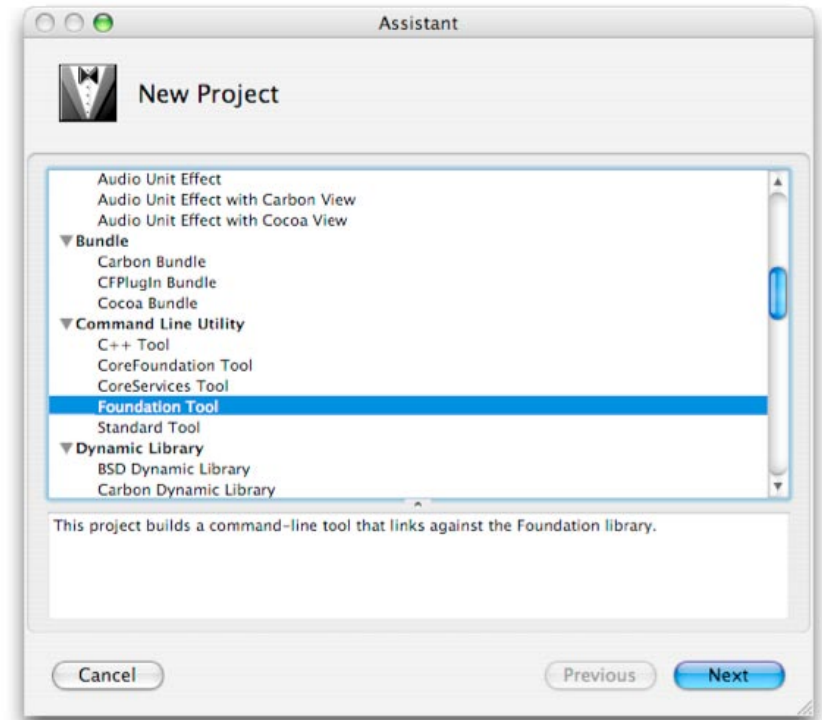 Assistant
New Project
Audio Unit Effect
Audio Unit Effect with Carbon View
Audio Unit Effect with Cocoa View
Bundle
Carbon Bundle
CFPlugIn Bundle
Cocoa Bundle
Command Line Utility
C++ Tool
CoreFoundation Tool
CoreServices Tool
Foundation Tool
Standard Tool
Dynamic Library
BSD Dynamic Library
Carbon Dynamic Library
This project builds a command-line tool that links against the Foundation library.
Cancel
Previous
Next